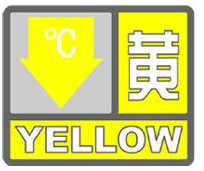 ℃ 黄
YELLOW